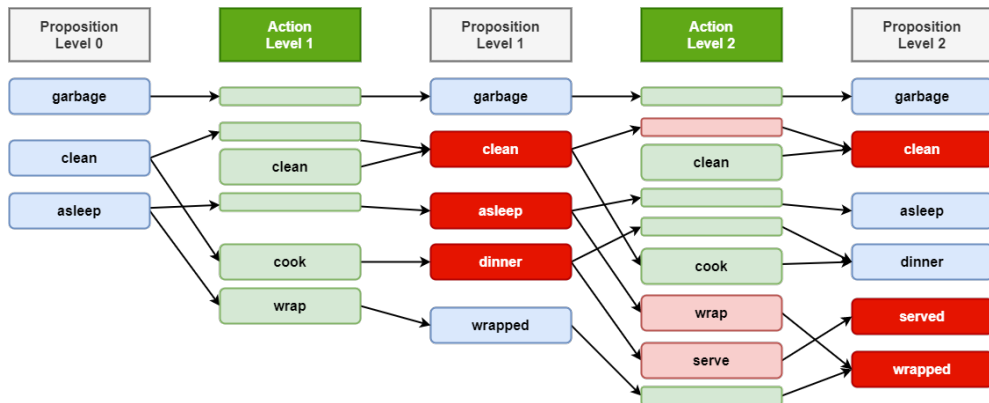 Proposition
Level 0
Action
Level 1
Proposition
Level 1
Action
Level 2
Proposition
Level 2
garbage
garbage
garbage
clean
clean
clean
clean
clean
asleep
asleep
asleep
cook
dinner
cook
dinner
wrap
wrapped
wrap
served
serve
wrapped